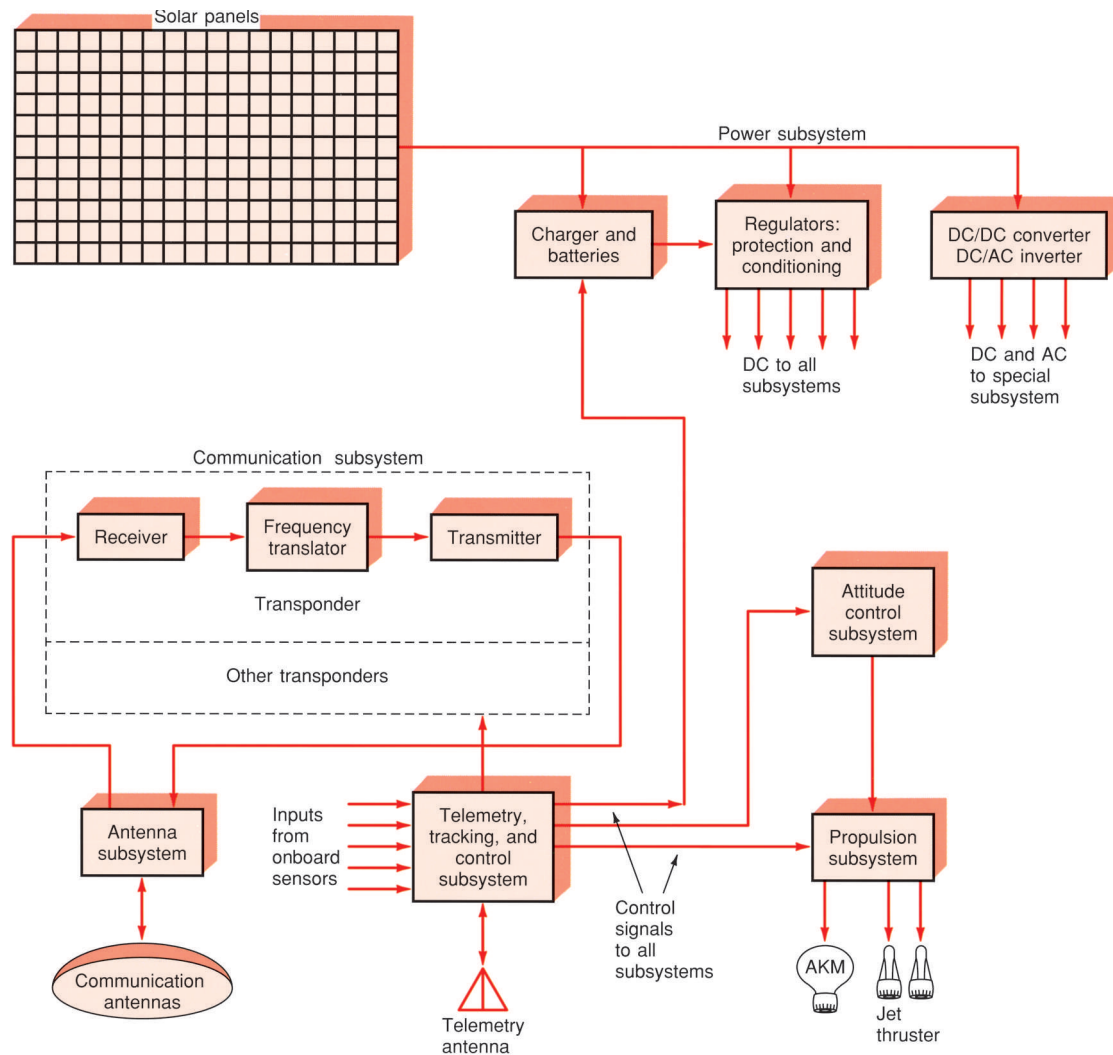 Solar panels
Power subsystem
Charger and
batteries
Regulators:
protection and
conditioning
DC/DC converter
DC/AC inverter
DC to all
subsystems
DC and AC
to special
subsystem
Communication subsystem
Receiver
Frequency
translator
Transmitter
Transponder
Other transponders
Attitude
control
subsystem
Antenna
subsystem
Inputs
from
onboard
sensors
Telemetry,
tracking, and
control
subsystem
Propulsion
subsystem
Control
signals
to all
subsystems
Communication
antennas
Telemetry
antenna
AKM
Jet
thruster